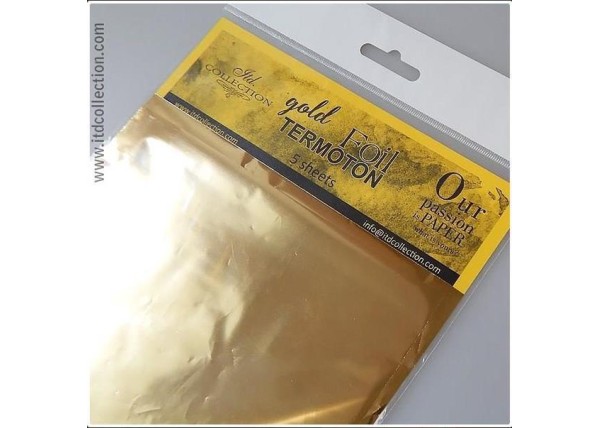 www.itdcollection.com
Itd.
COLLECTION
gold
Foil
TERMOTON
5 sheets
Our
passion
is PAPER
www.itdcollection.com
info@itdcollection.com